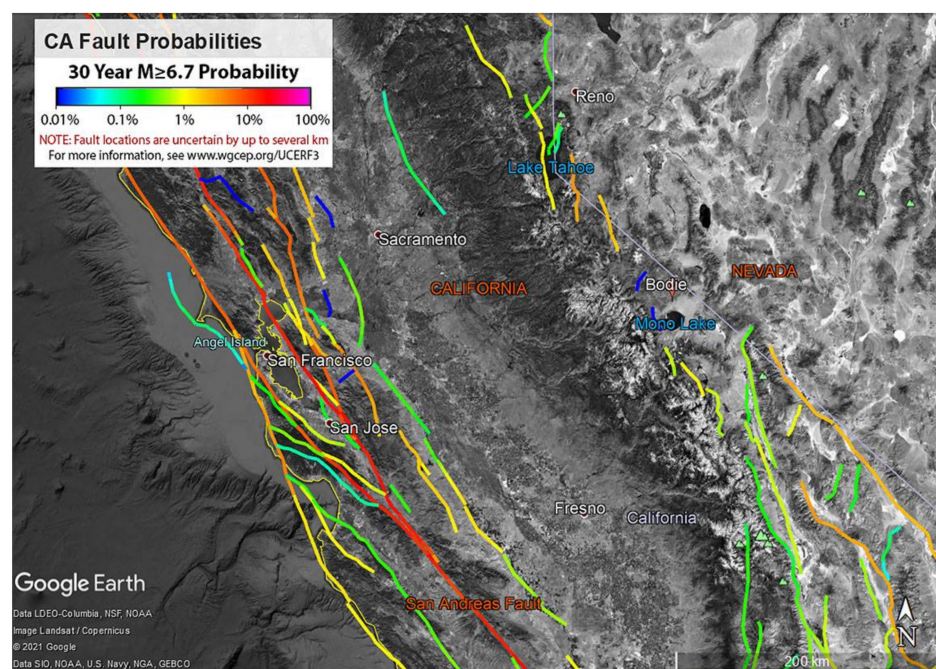 CA Fault Probabilities
30 Year M≥6.7 Probability
0.01% 0.1% 1% 10% 100%
NOTE: Fault locations are uncertain by up to several km
For more information, see www.wgcep.org/UCERF3
Reno
Lake Tahoe
Sacramento
NEVADA
Bodie
CALIFORNIA
Mono Lake
Angel Island
San Francisco
San Jose
Fresno
California
Google Earth
San Andreas Fault
Data LDEO-Columbia, NSF, NOAA
Image Landsat / Copernicus
© 2021 Google
Data SIO, NOAA, U.S. Navy, NGA, GEBCO
N
200 km